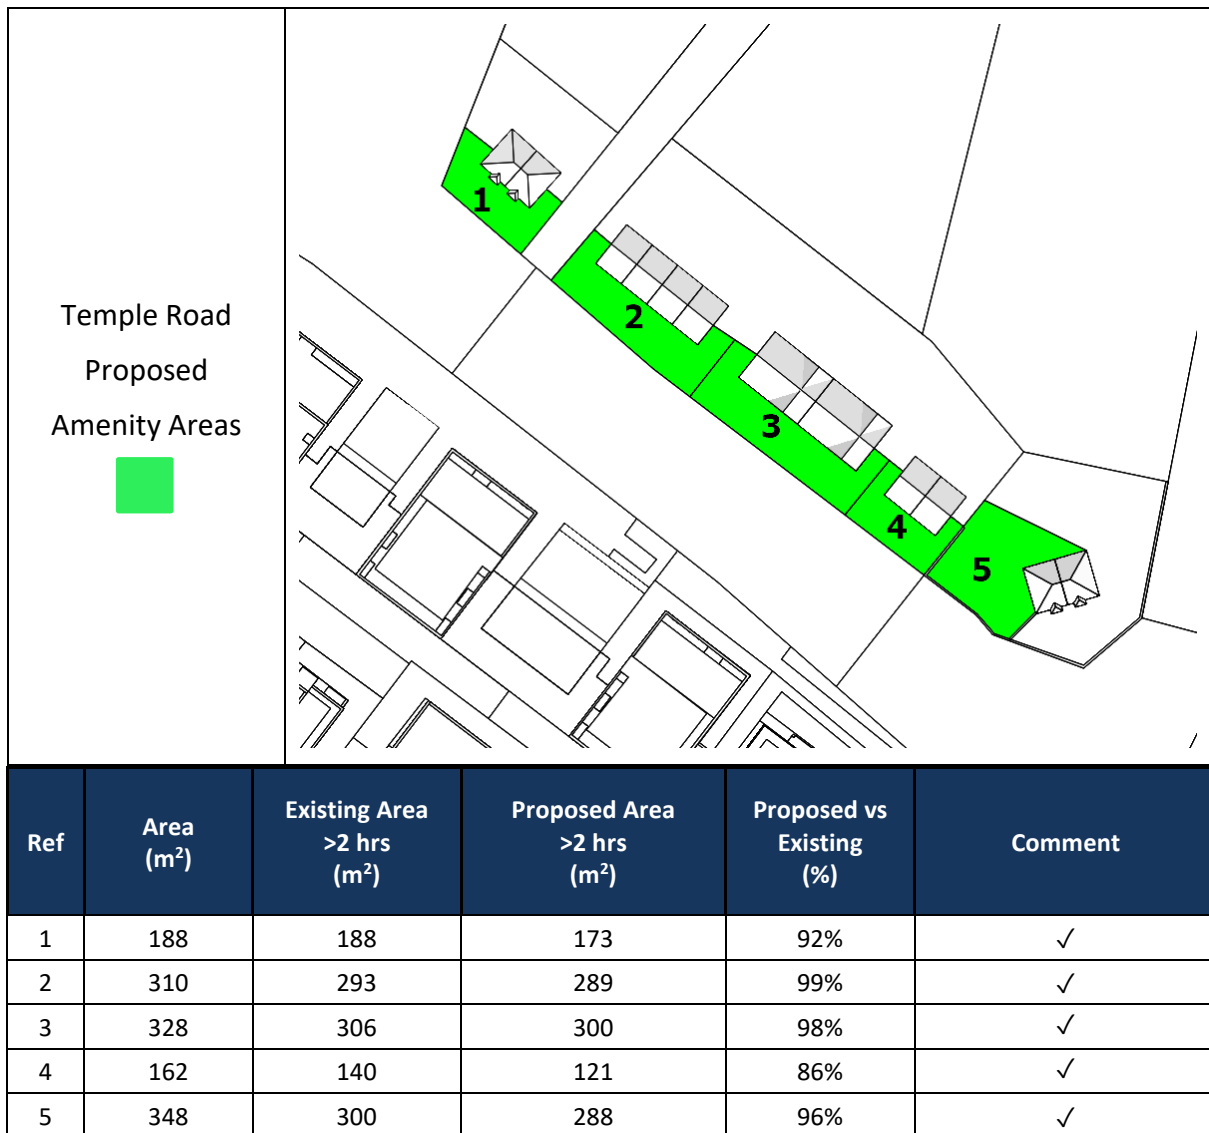 Temple Road
Proposed
Amenity Areas
1
2
3
4
5
Ref Area (m²) Existing Area >2 hrs (m²) Proposed Area >2 hrs (m²) Proposed vs Existing (%) Comment
1 188 188 173 92% ✓
2 310 293 289 99% ✓
3 328 306 300 98% ✓
4 162 140 121 86% ✓
5 348 300 288 96% ✓